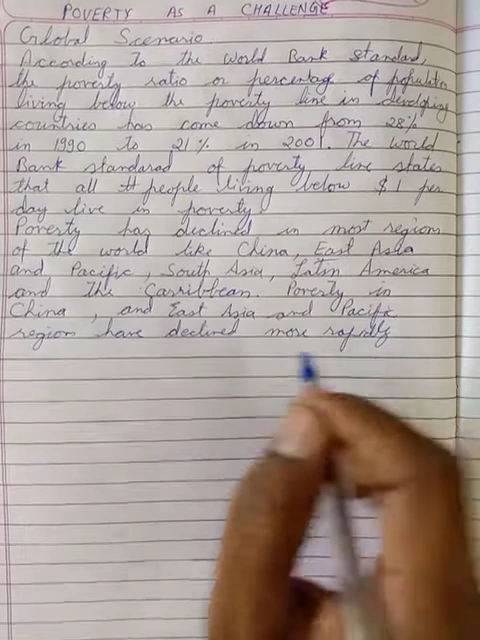 POVERTY AS A CHALLENGE
Global Scenario
According to the World Bank standard,
the poverty ratio or percentage of population
living below the poverty line in developing
countries has come down from 28%
in 1990 to 21% in 2001. The world
Bank standarad of poverty line states
that all people living below $1 per
day live in poverty.
Poverty has declined in most regions
of the world like China, East Asia
and Pacific, South Asia, Latin America
and the Carribbean. Poverty in
China, and East Asia and Pacific
region have declined more rapidly